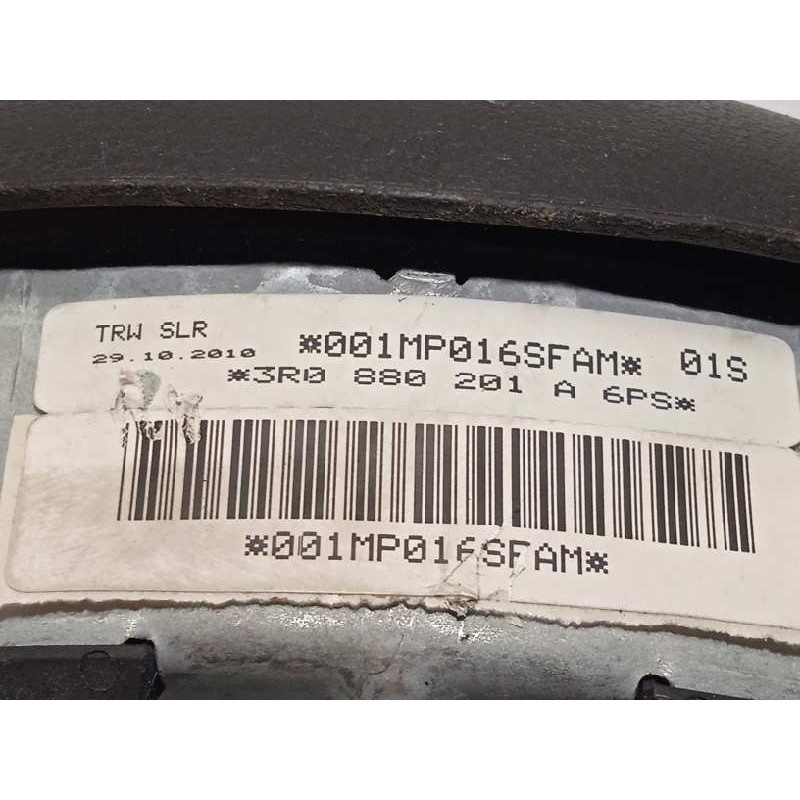 TRW SLR
29.10.2010
*001MP016SFAM* 01S
*3R0 880 201 A 6PS*
*001MP016SFAM*